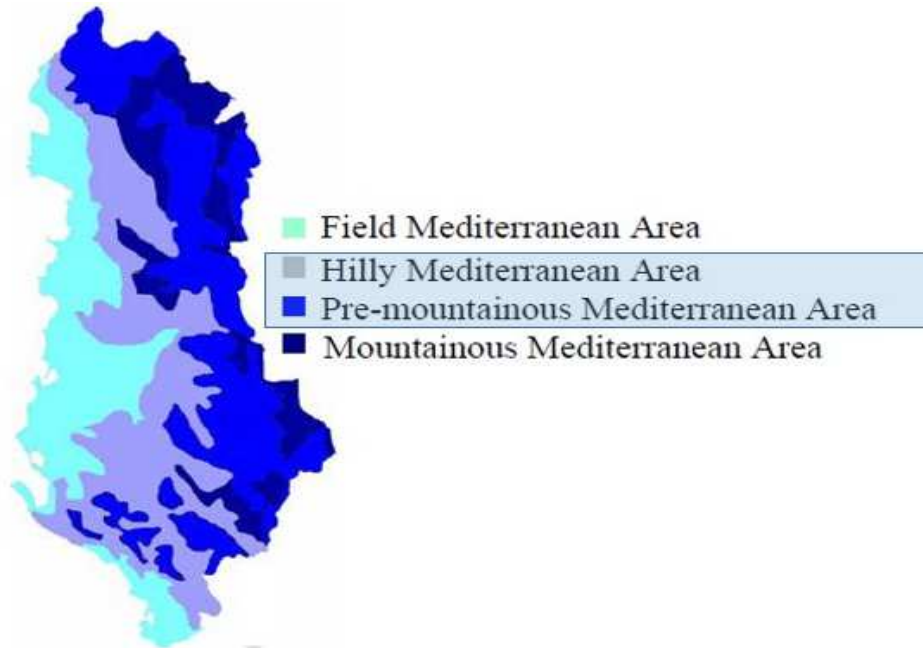 Field Mediterranean Area
Hilly Mediterranean Area
Pre-mountainous Mediterranean Area
Mountainous Mediterranean Area